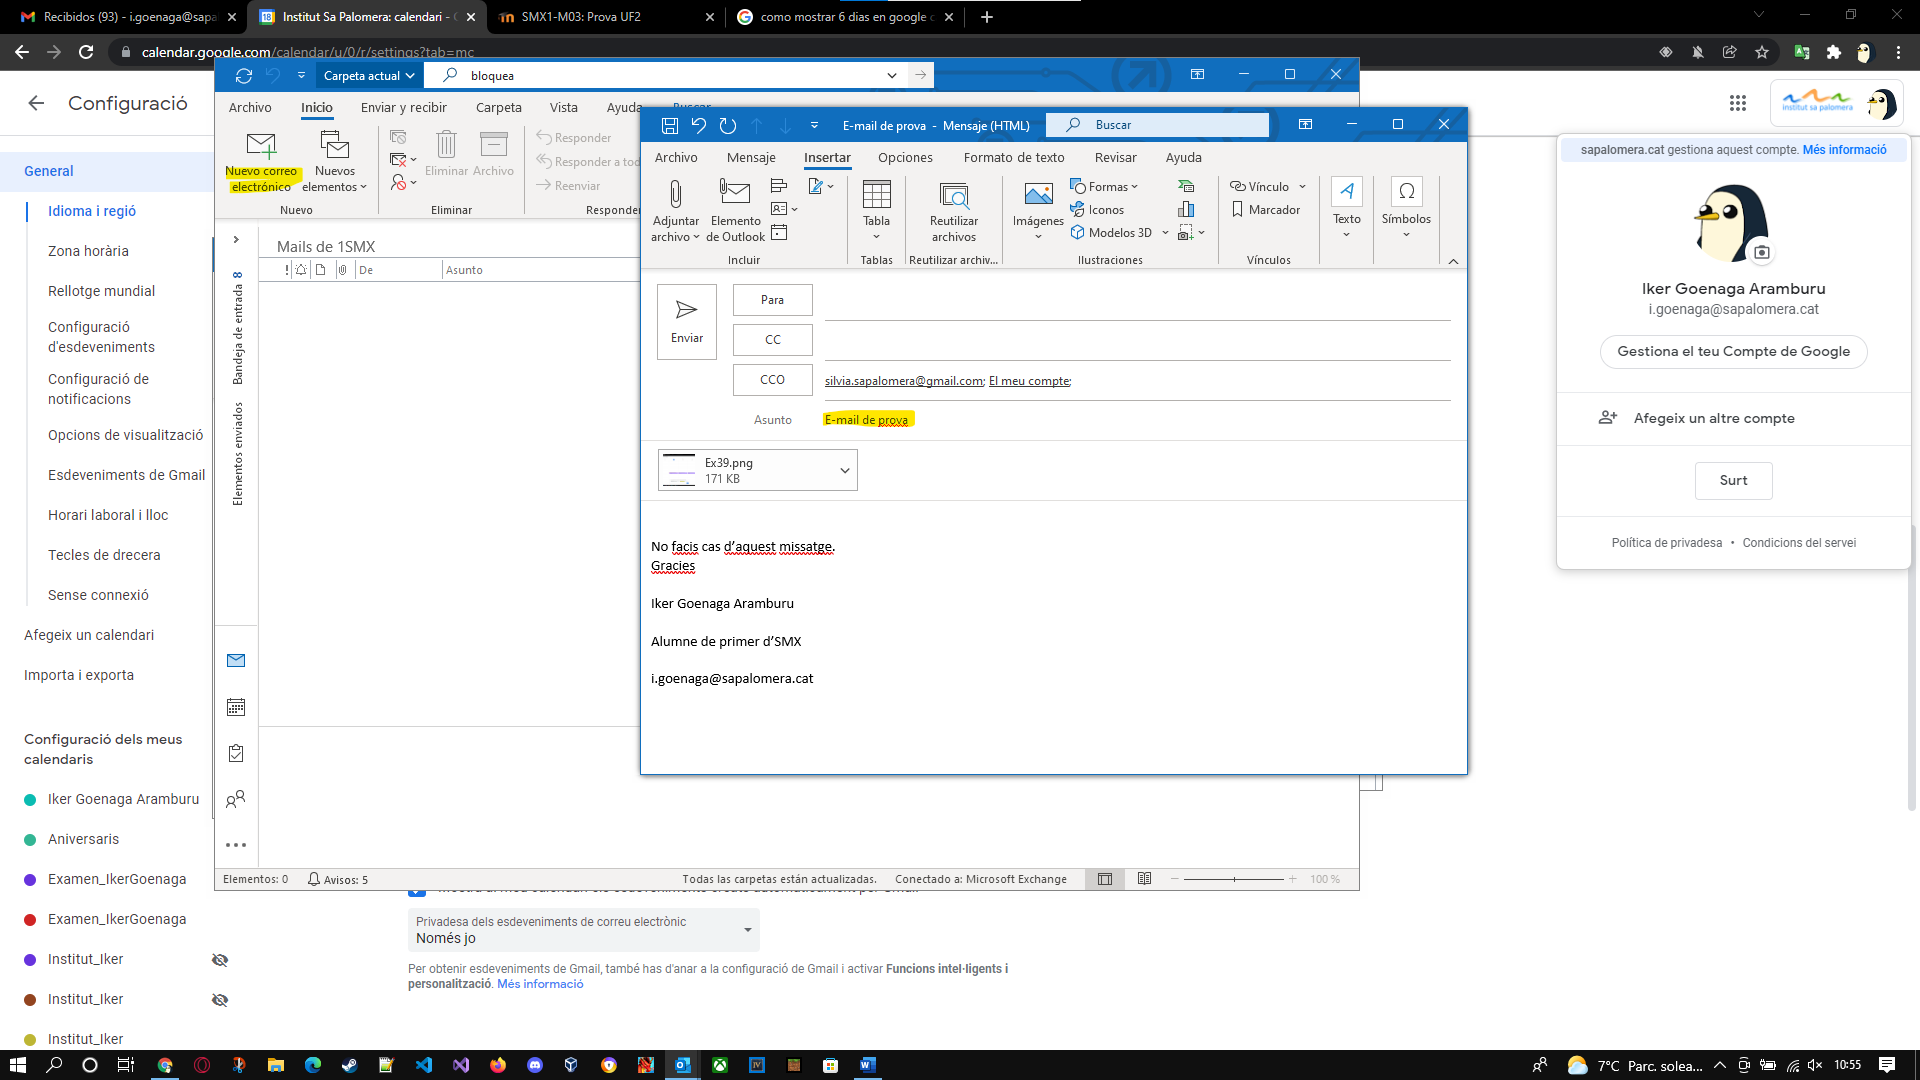 Recibidos (93) - i.goenaga@sapa
Institut Sa Palomera: calendari -
SMX1-M03: Prova UF2
como mostrar 6 dias en google
calendar.google.com/calendar/u/0/r/settings?tab=mc
Configuració
General
Idioma i regió
Zona horària
Rellotge mundial
Configuració
d'esdeveniments
Configuració de
notificacions
Opcions de visualització
Esdeveniments de Gmail
Horari laboral i lloc
Tecles de drecera
Sense connexió
Afegeix un calendari
Importa i exporta
Configuració dels meus
calendaris
Iker Goenaga Aramburu
Aniversaris
Examen_IkerGoenaga
Examen_IkerGoenaga
Institut_Iker
Institut_Iker
Institut_Iker
Carpeta actual
bloquea
Archivo Inicio Enviar y recibir Carpeta Vista Ayuda Buscar
Nuevo correo
electrónico
Nuevos
elementos
Nuevo
Eliminar Archivo
Eliminar
Responder
Responder a tod
Reenviar
Responder
Bandeja de entrada 8
Elementos enviados
Mails de 1SMX
! De Asunto
Elementos: 0 Avisos: 5
Todas las carpetas están actualizadas. Conectado a: Microsoft Exchange
100 %
E-mail de prova - Mensaje (HTML)
Buscar
Archivo Mensaje Insertar Opciones Formato de texto Revisar Ayuda
Adjuntar
archivo
Elemento
de Outlook
Incluir
Tabla
Tablas
Reutilizar
archivos
Reutilizar archiv...
Imágenes
Formas
Iconos
Modelos 3D
Ilustraciones
Vínculo
Marcador
Vínculos
Texto
Símbolos
Enviar
Para
CC
CCO
silvia.sapalomera@gmail.com; El meu compte;
Asunto
E-mail de prova
Ex39.png
171 KB
No facis cas d’aquest missatge.
Gracies
Iker Goenaga Aramburu
Alumne de primer d’SMX
i.goenaga@sapalomera.cat
Privadesa dels esdeveniments de correu electrònic
Només jo
Per obtenir esdeveniments de Gmail, també has d'anar a la configuració de Gmail i activar Funcions intel·ligents i
personalització. Més informació
institut sa palomera
sapalomera.cat gestiona aquest compte. Més informació
Iker Goenaga Aramburu
i.goenaga@sapalomera.cat
Gestiona el teu Compte de Google
Afegeix un altre compte
Surt
Política de privadesa • Condicions del servei
7°C Parc. solea...
10:55